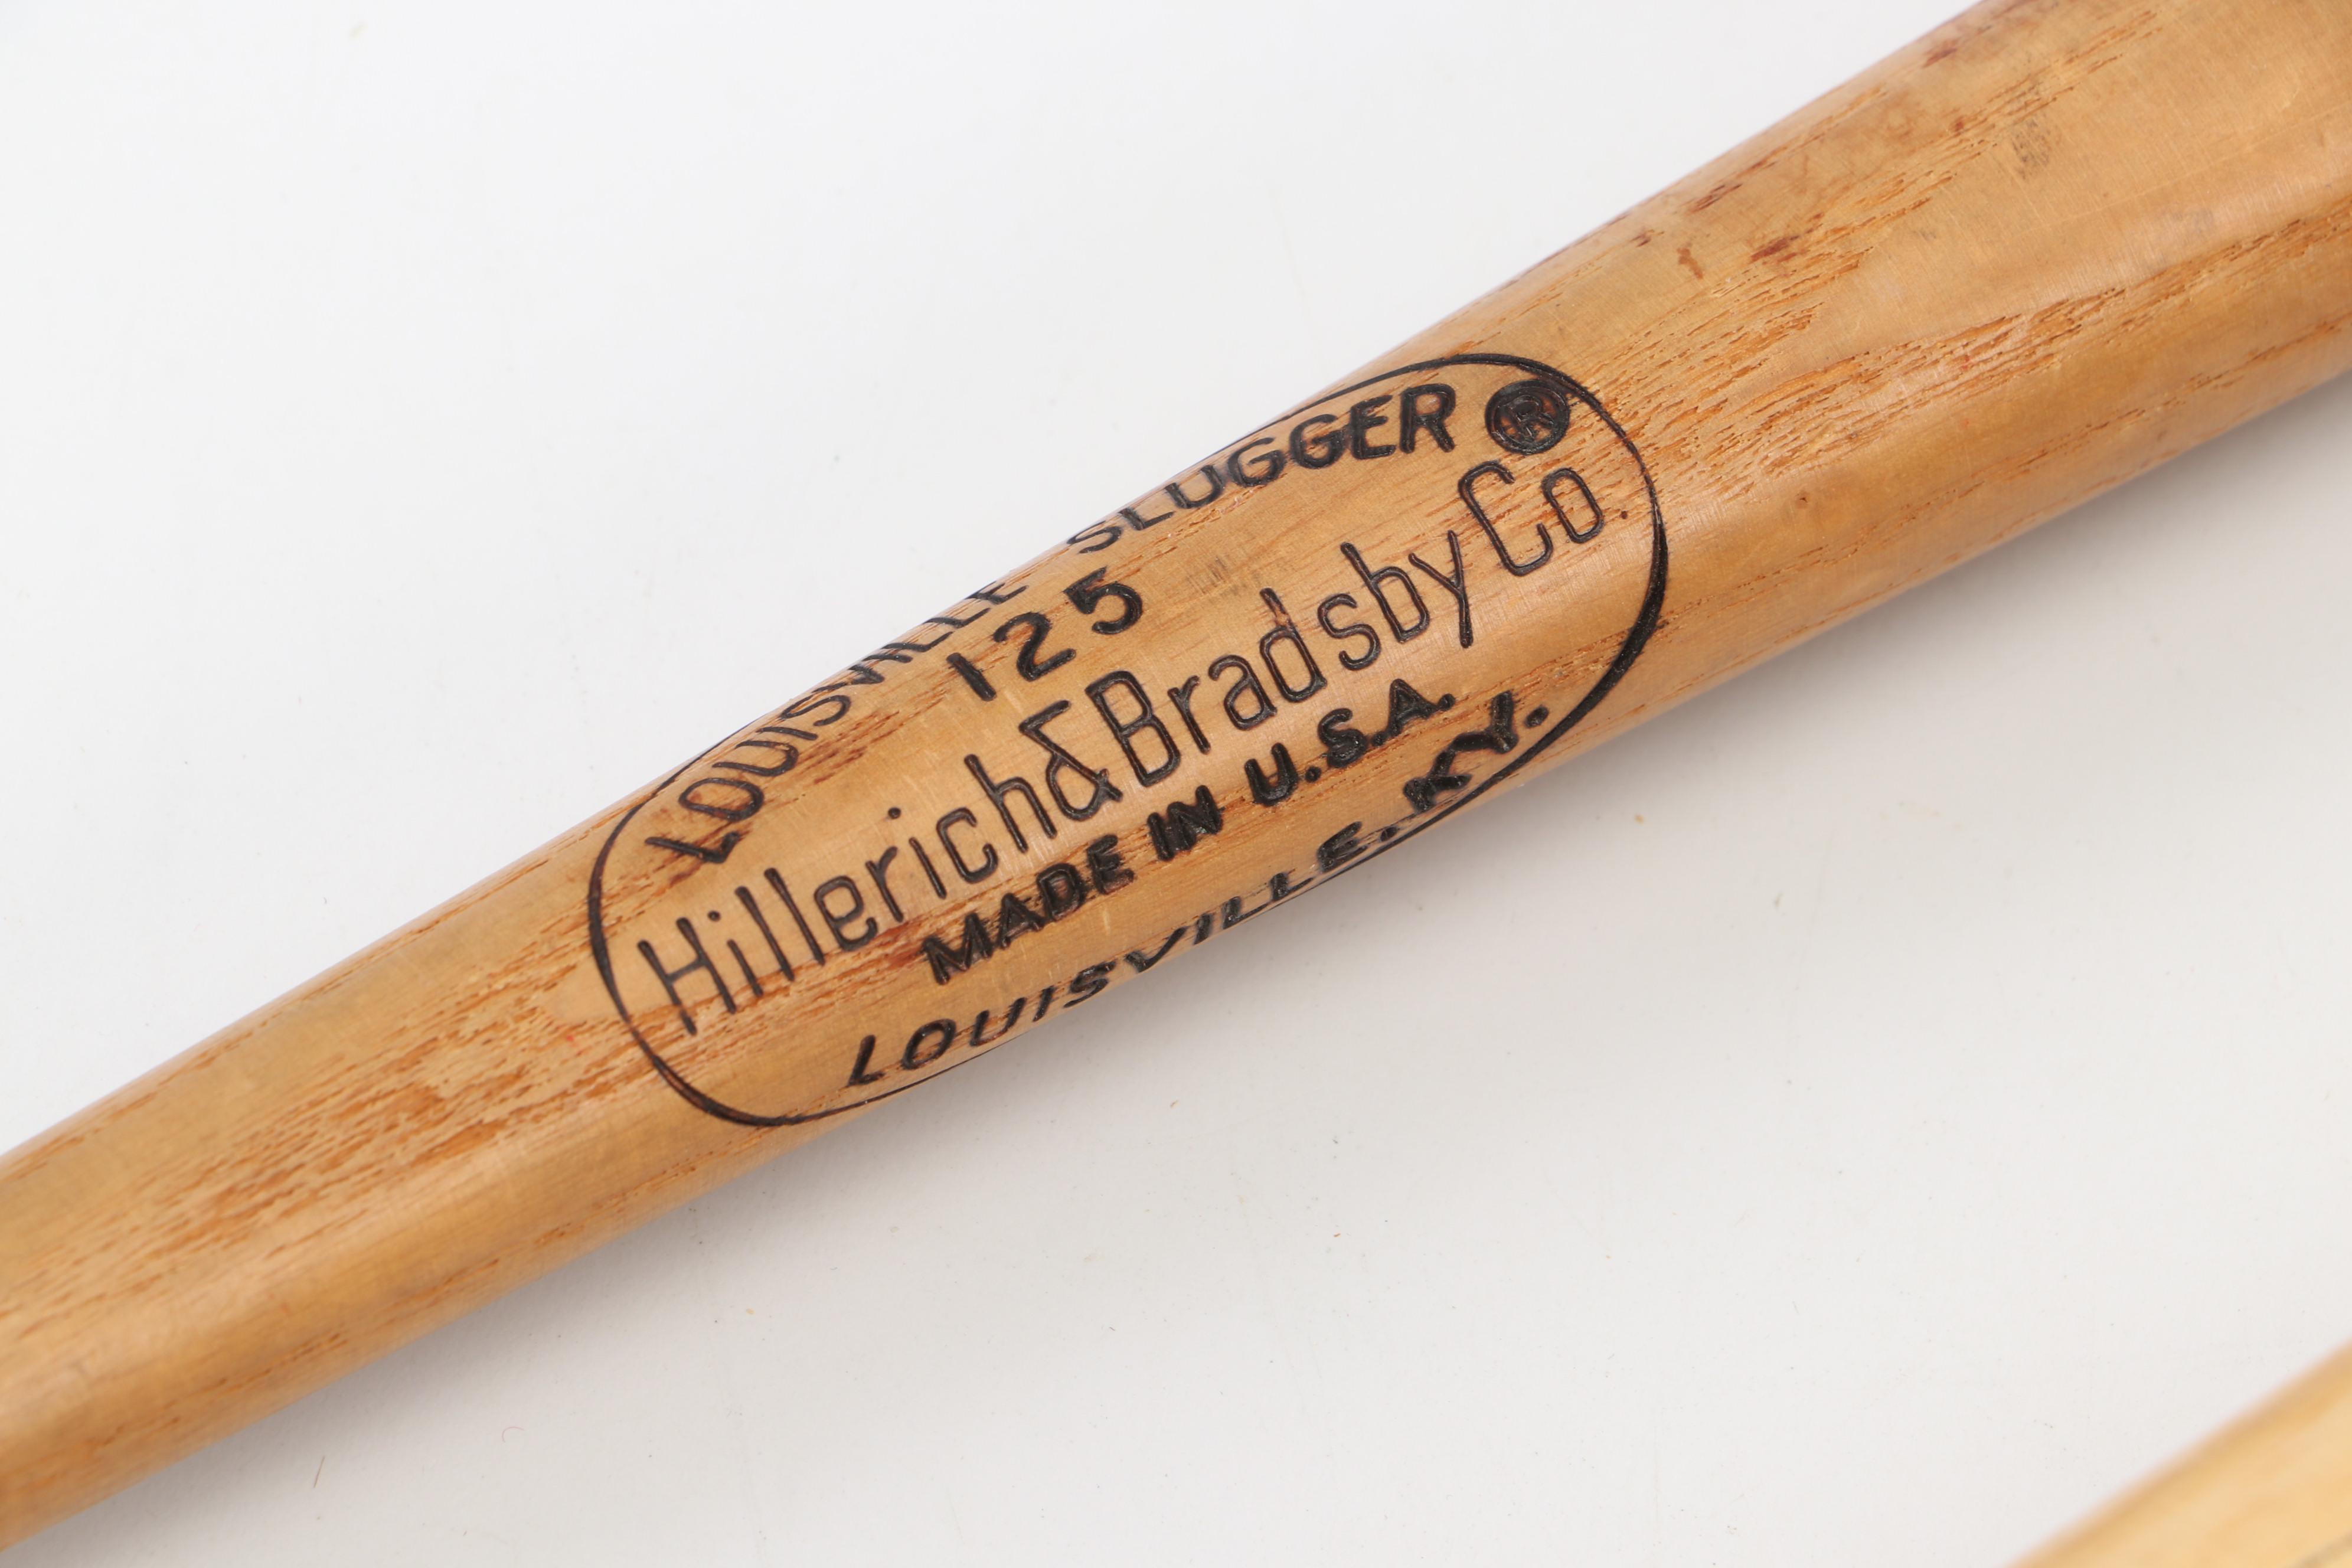 LOUISVILLE SLUGGER ®
125
Hillerich & Bradsby Co.
MADE IN U.S.A.
LOUISVILLE. KY.